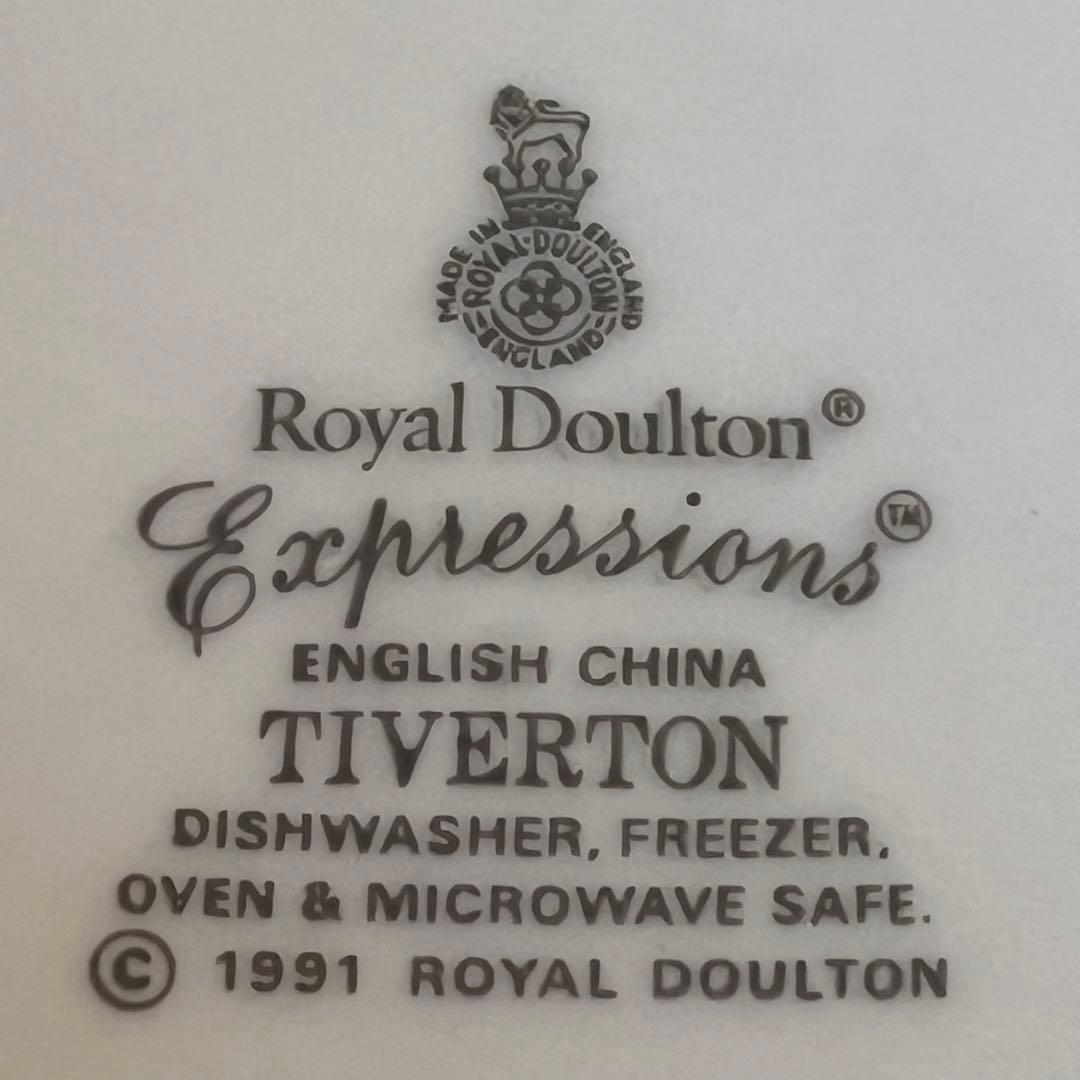 MADE IN ENGLAND
ROYAL·DOULTON
ENGLAND
Royal Doulton®
Expressions™
ENGLISH CHINA
TIVERTON
DISHWASHER, FREEZER,
OVEN & MICROWAVE SAFE.
© 1991 ROYAL DOULTON